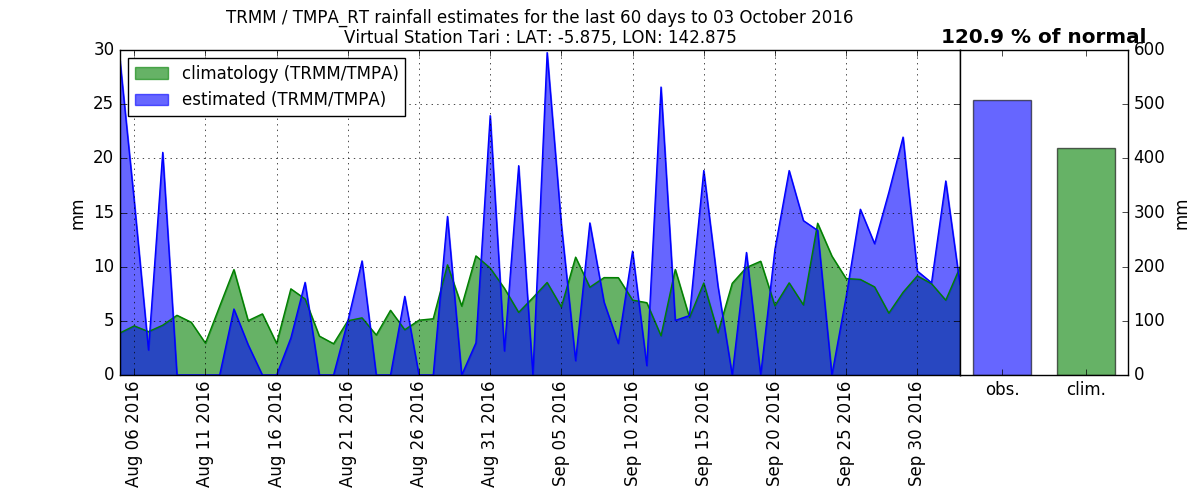 TRMM / TMPA_RT rainfall estimates for the last 60 days to 03 October 2016
Virtual Station Tari : LAT: -5.875, LON: 142.875
120.9 % of normal
climatology (TRMM/TMPA)
estimated (TRMM/TMPA)
30
25
20
15
10
5
0
mm
Aug 06 2016
Aug 11 2016
Aug 16 2016
Aug 21 2016
Aug 26 2016
Aug 31 2016
Sep 05 2016
Sep 10 2016
Sep 15 2016
Sep 20 2016
Sep 25 2016
Sep 30 2016
obs.
clim.
600
500
400
300
200
100
0
mm